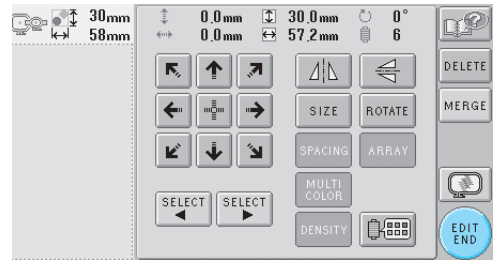 30mm
58mm
0.0mm
30.0mm
0°
0.0mm
57.2mm
6
DELETE
SIZE
ROTATE
MERGE
SPACING
ARRAY
SELECT
SELECT
MULTI
COLOR
DENSITY
EDIT
END